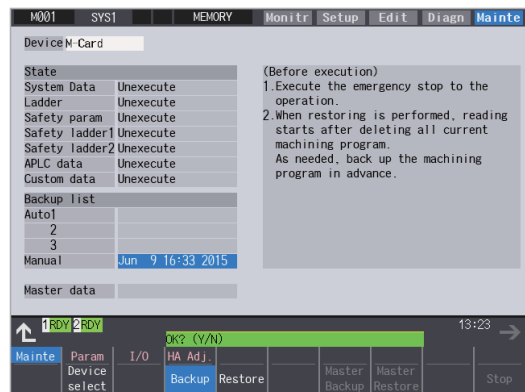 M001 SYS1 MEMORY Monitr Setup Edit Diagn Mainte
Device M-Card
State
System Data Unexecute
Ladder Unexecute
Safety param Unexecute
Safety ladder1 Unexecute
Safety ladder2 Unexecute
APLC data Unexecute
Custom data Unexecute
Backup list
Auto1
2
3
Manual Jun 9 16:33 2015
Master data
(Before execution)
1.Execute the emergency stop to the
operation.
2.When restoring is performed, reading
starts after deleting all current
machining program.
As needed, back up the machining
program in advance.
1RDY 2RDY 13:23
OK? (Y/N)
Mainte Param I/O HA Adj.
Device select Backup Restore Master Backup Master Restore Stop